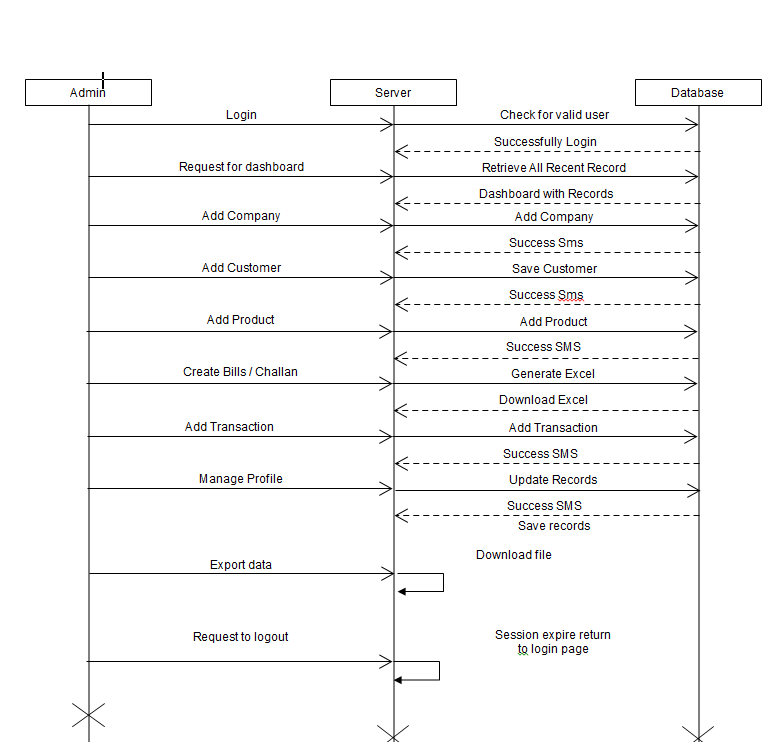 Admin
Server
Database
Login
Check for valid user
Successfully Login
Request for dashboard
Retrieve All Recent Record
Dashboard with Records
Add Company
Add Company
Success Sms
Add Customer
Save Customer
Success Sms
Add Product
Add Product
Success SMS
Create Bills / Challan
Generate Excel
Download Excel
Add Transaction
Add Transaction
Success SMS
Manage Profile
Update Records
Success SMS
Save records
Download file
Export data
Request to logout
Session expire return
to login page